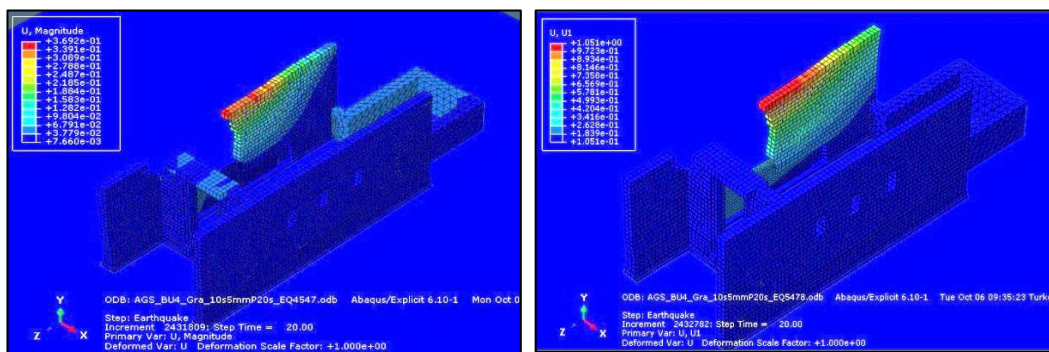 U, Magnitude
+3.692e-01
+3.391e-01
+3.089e-01
+2.788e-01
+2.487e-01
+2.185e-01
+1.884e-01
+1.583e-01
+1.282e-01
+9.804e-02
+6.791e-02
+3.779e-02
+7.660e-03
Y
Z
X
ODB: AGS_BU4_Gra_10s5mmP20s_EQ4547.odb Abaqus/Explicit 6.10-1 Mon Oct 0
Step: Earthquake
Increment 2431809: Step Time = 20.00
Primary Var: U, Magnitude
Deformed Var: U Deformation Scale Factor: +1.000e+00
U, U1
+1.051e+00
+9.723e-01
+8.934e-01
+8.146e-01
+7.358e-01
+6.569e-01
+5.781e-01
+4.993e-01
+4.204e-01
+3.416e-01
+2.628e-01
+1.839e-01
+1.051e-01
Y
Z
X
ODB: AGS_BU4_Gra_10s5mmP20s_EQ5478.odb Abaqus/Explicit 6.10-1 Tue Oct 06 09:35:23 Turke
Step: Earthquake
Increment 2432782: Step Time = 20.00
Primary Var: U, U1
Deformed Var: U Deformation Scale Factor: +1.000e+00